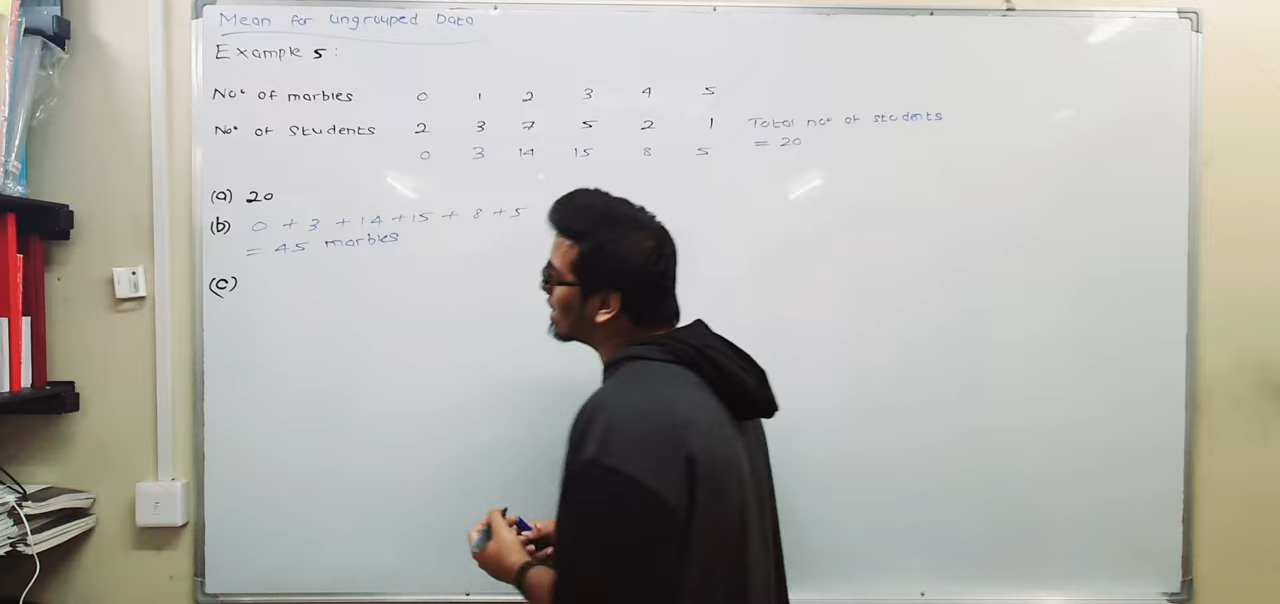 Mean for Ungrouped Data
Example 5:
No. of marbles 0 1 2 3 4 5
No. of Students 2 3 7 5 2 1 Total no. of students
0 3 14 15 8 5 = 20
(a) 20
(b) 0 + 3 + 14 + 15 + 8 + 5
= 45 marbles
(c)